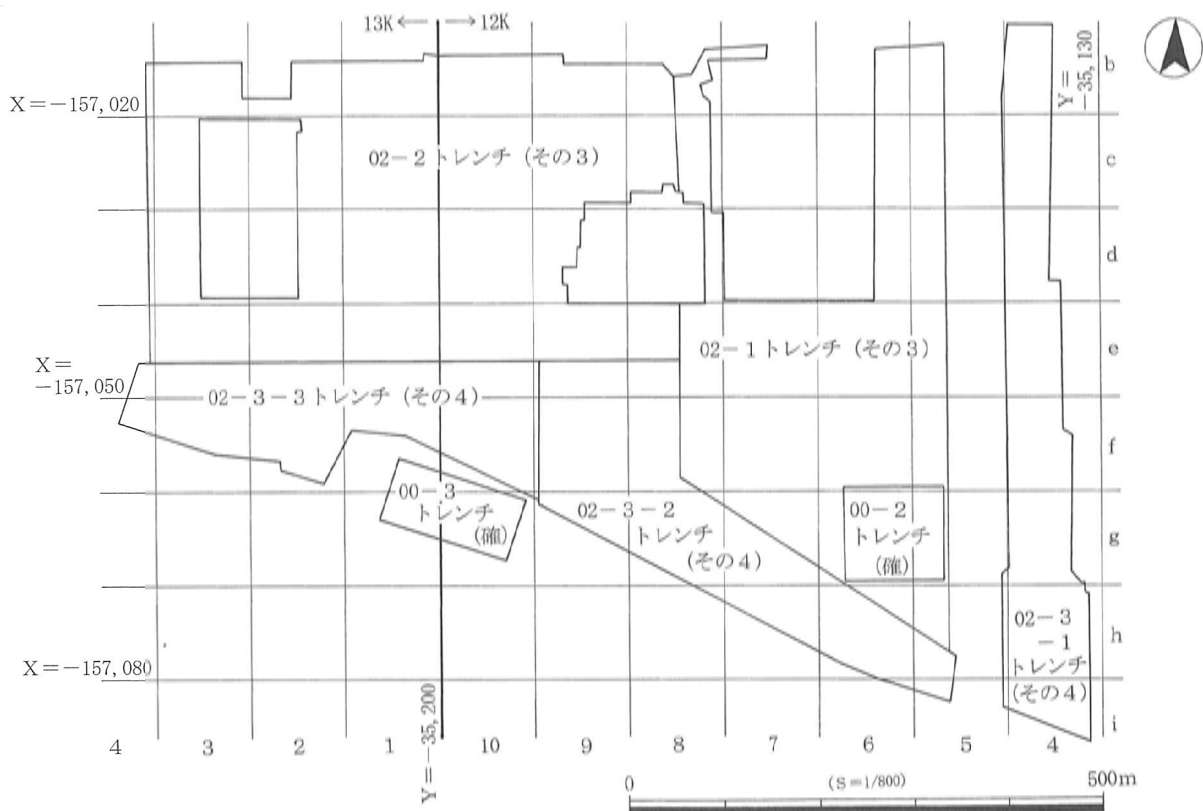 13K ←→ 12K
Y＝
−35, 130
b
X＝−157, 020
02−2 トレンチ（その3）
c
d
X＝
−157, 050
02−1 トレンチ（その3）
e
02−3−3 トレンチ（その4）
f
00−3
トレンチ
（確）
02−3−2
トレンチ
（その4）
00−2
トレンチ
（確）
g
02−3
−1
トレンチ
（その4）
h
X＝−157, 080
Y＝−35, 200
i
4 3 2 1 10 9 8 7 6 5 4
0 (S＝1/800) 500m